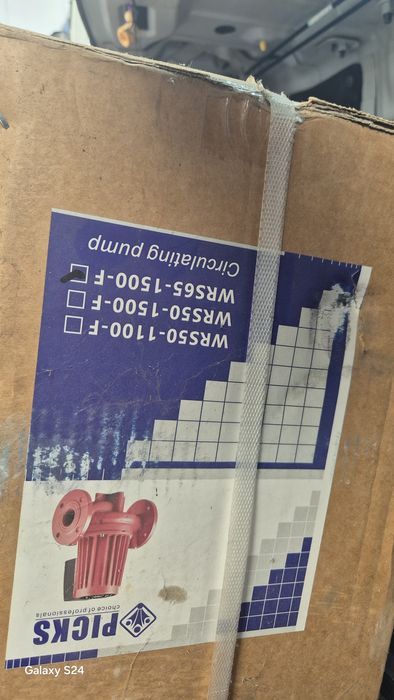 PICKS
choice of professionals
WRS50-1100-F
WRS50-1500-F
WRS65-1500-F
Circulating pump
Galaxy S24